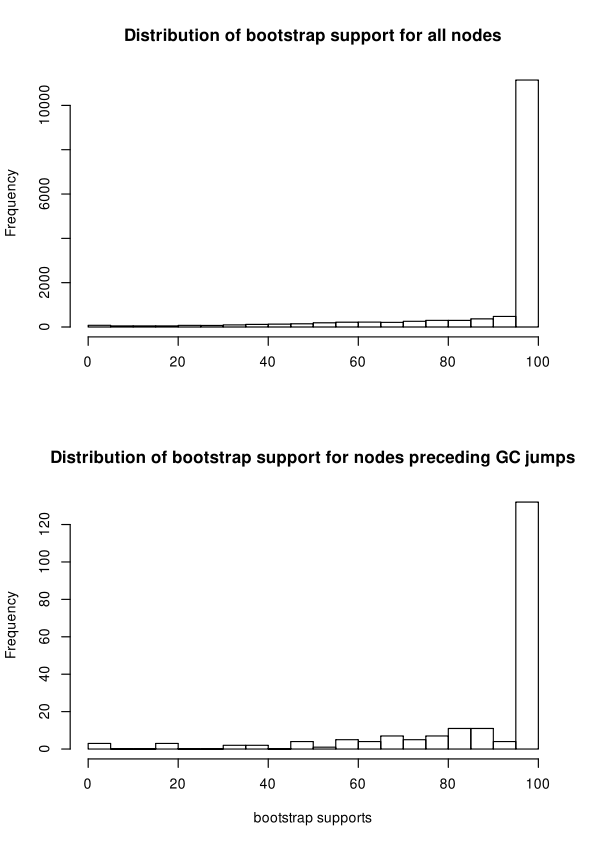 Distribution of bootstrap support for all nodes
Frequency
10000
6000
2000
0
0 20 40 60 80 100
Distribution of bootstrap support for nodes preceding GC jumps
Frequency
120
100
80
60
40
20
0
0 20 40 60 80 100
bootstrap supports